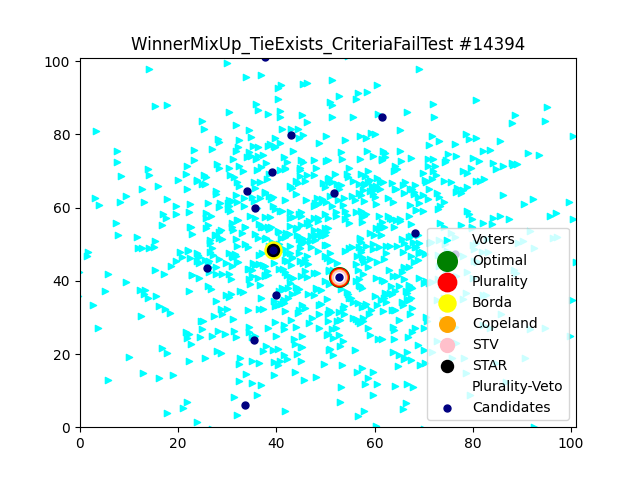 WinnerMixUp_TieExists_CriteriaFailTest #14394
100
80
60
40
20
0
0
20
40
60
80
100
Voters
Optimal
Plurality
Borda
Copeland
STV
STAR
Plurality-Veto
Candidates